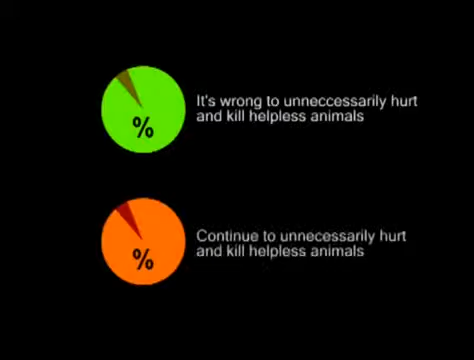 It's wrong to unneccessarily hurt
and kill helpless animals
%
Continue to unnecessarily hurt
and kill helpless animals
%